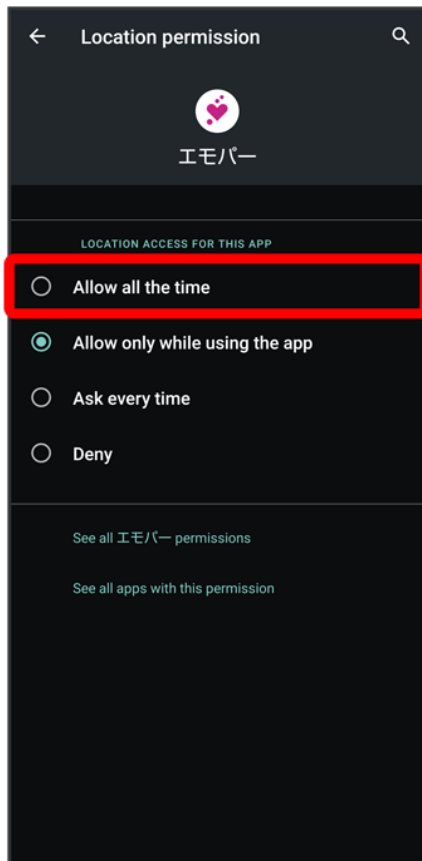 Location permission
エモパー
LOCATION ACCESS FOR THIS APP
Allow all the time
Allow only while using the app
Ask every time
Deny
See all エモパー permissions
See all apps with this permission